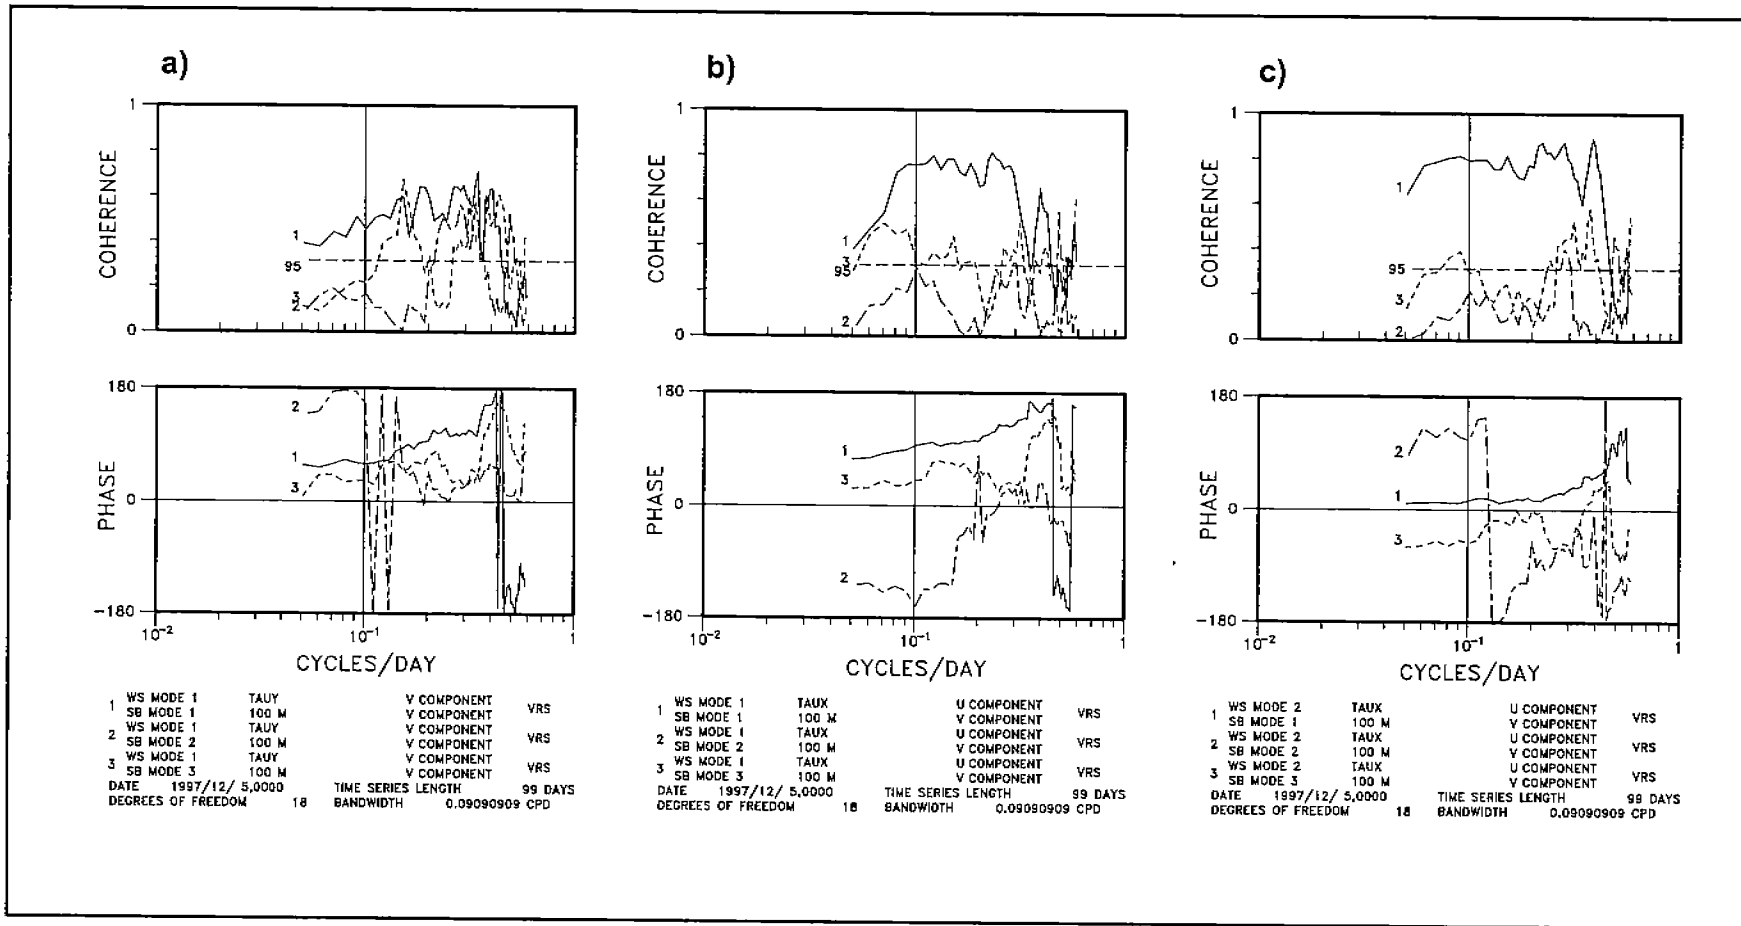 a)
1
COHERENCE
1
95
3
2
0
180
2
1
3
PHASE
0
-180
10-2
10-1
1
CYCLES/DAY
1 WS MODE 1 TAUY V COMPONENT
SB MODE 1 100 M V COMPONENT VRS
2 WS MODE 1 TAUY V COMPONENT
SB MODE 2 100 M V COMPONENT VRS
3 WS MODE 1 TAUY V COMPONENT
SB MODE 3 100 M V COMPONENT VRS
DATE 1997/12/ 5,0000 TIME SERIES LENGTH 99 DAYS
DEGREES OF FREEDOM 18 BANDWIDTH 0.09090909 CPD
b)
1
COHERENCE
1
3
95
2
0
180
1
3
PHASE
0
2
-180
10-2
10-1
1
CYCLES/DAY
1 WS MODE 1 TAUX U COMPONENT
SB MODE 1 100 M V COMPONENT VRS
2 WS MODE 1 TAUX U COMPONENT
SB MODE 2 100 M V COMPONENT VRS
3 WS MODE 1 TAUX U COMPONENT
SB MODE 3 100 M V COMPONENT VRS
DATE 1997/12/ 5,0000 TIME SERIES LENGTH 99 DAYS
DEGREES OF FREEDOM 18 BANDWIDTH 0.09090909 CPD
c)
1
COHERENCE
1
95
3
2
0
180
2
1
PHASE
0
3
-180
10-2
10-1
1
CYCLES/DAY
1 WS MODE 2 TAUX U COMPONENT
SB MODE 1 100 M V COMPONENT VRS
2 WS MODE 2 TAUX U COMPONENT
SB MODE 2 100 M V COMPONENT VRS
3 WS MODE 2 TAUX U COMPONENT
SB MODE 3 100 M V COMPONENT VRS
DATE 1997/12/ 5,0000 TIME SERIES LENGTH 99 DAYS
DEGREES OF FREEDOM 18 BANDWIDTH 0.09090909 CPD